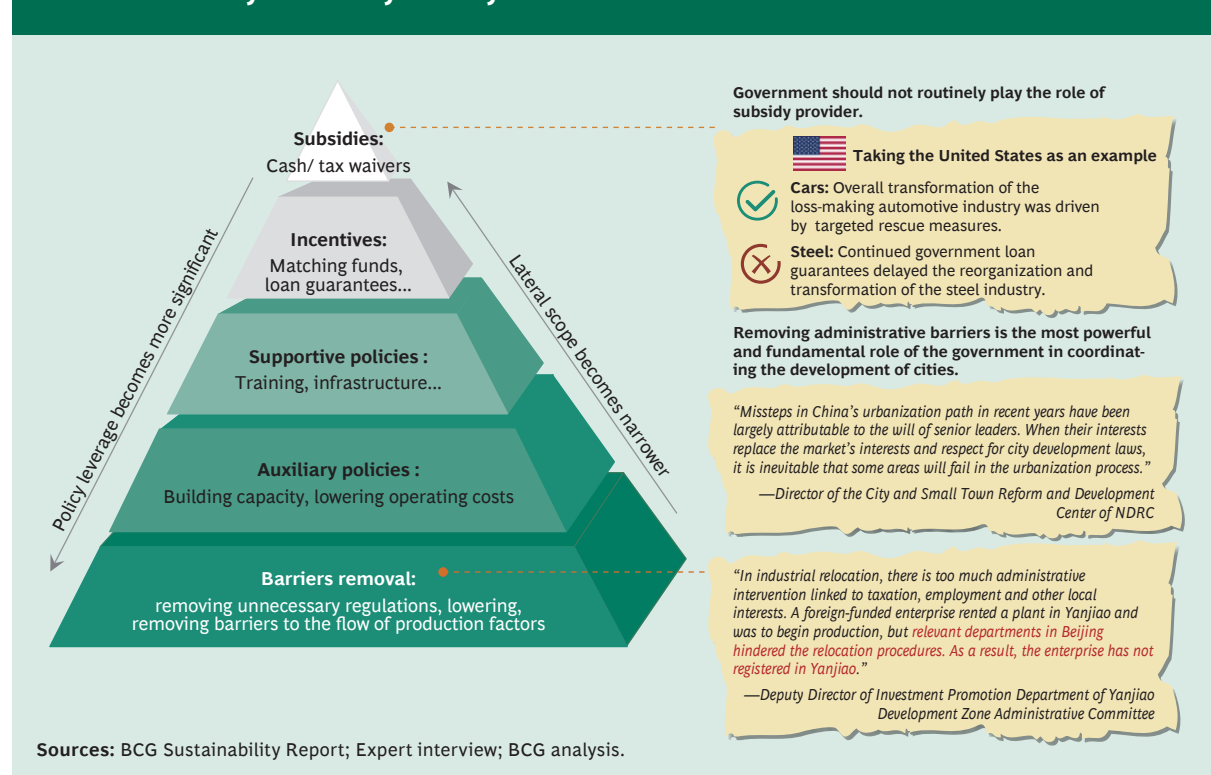 Subsidies:
Cash/ tax waivers
Incentives:
Matching funds,
loan guarantees...
Supportive policies :
Training, infrastructure...
Auxiliary policies :
Building capacity, lowering operating costs
Barriers removal:
removing unnecessary regulations, lowering,
removing barriers to the flow of production factors
Policy leverage becomes more significant
Lateral scope becomes narrower
Government should not routinely play the role of
subsidy provider.
Taking the United States as an example
Cars: Overall transformation of the
loss-making automotive industry was driven
by targeted rescue measures.
Steel: Continued government loan
guarantees delayed the reorganization and
transformation of the steel industry.
Removing administrative barriers is the most powerful
and fundamental role of the government in coordinat-
ing the development of cities.
“Missteps in China’s urbanization path in recent years have been
largely attributable to the will of senior leaders. When their interests
replace the market’s interests and respect for city development laws,
it is inevitable that some areas will fail in the urbanization process.”
—Director of the City and Small Town Reform and Development
Center of NDRC
“In industrial relocation, there is too much administrative
intervention linked to taxation, employment and other local
interests. A foreign-funded enterprise rented a plant in Yanjiao and
was to begin production, but relevant departments in Beijing
hindered the relocation procedures. As a result, the enterprise has not
registered in Yanjiao.”
—Deputy Director of Investment Promotion Department of Yanjiao
Development Zone Administrative Committee
Sources: BCG Sustainability Report; Expert interview; BCG analysis.